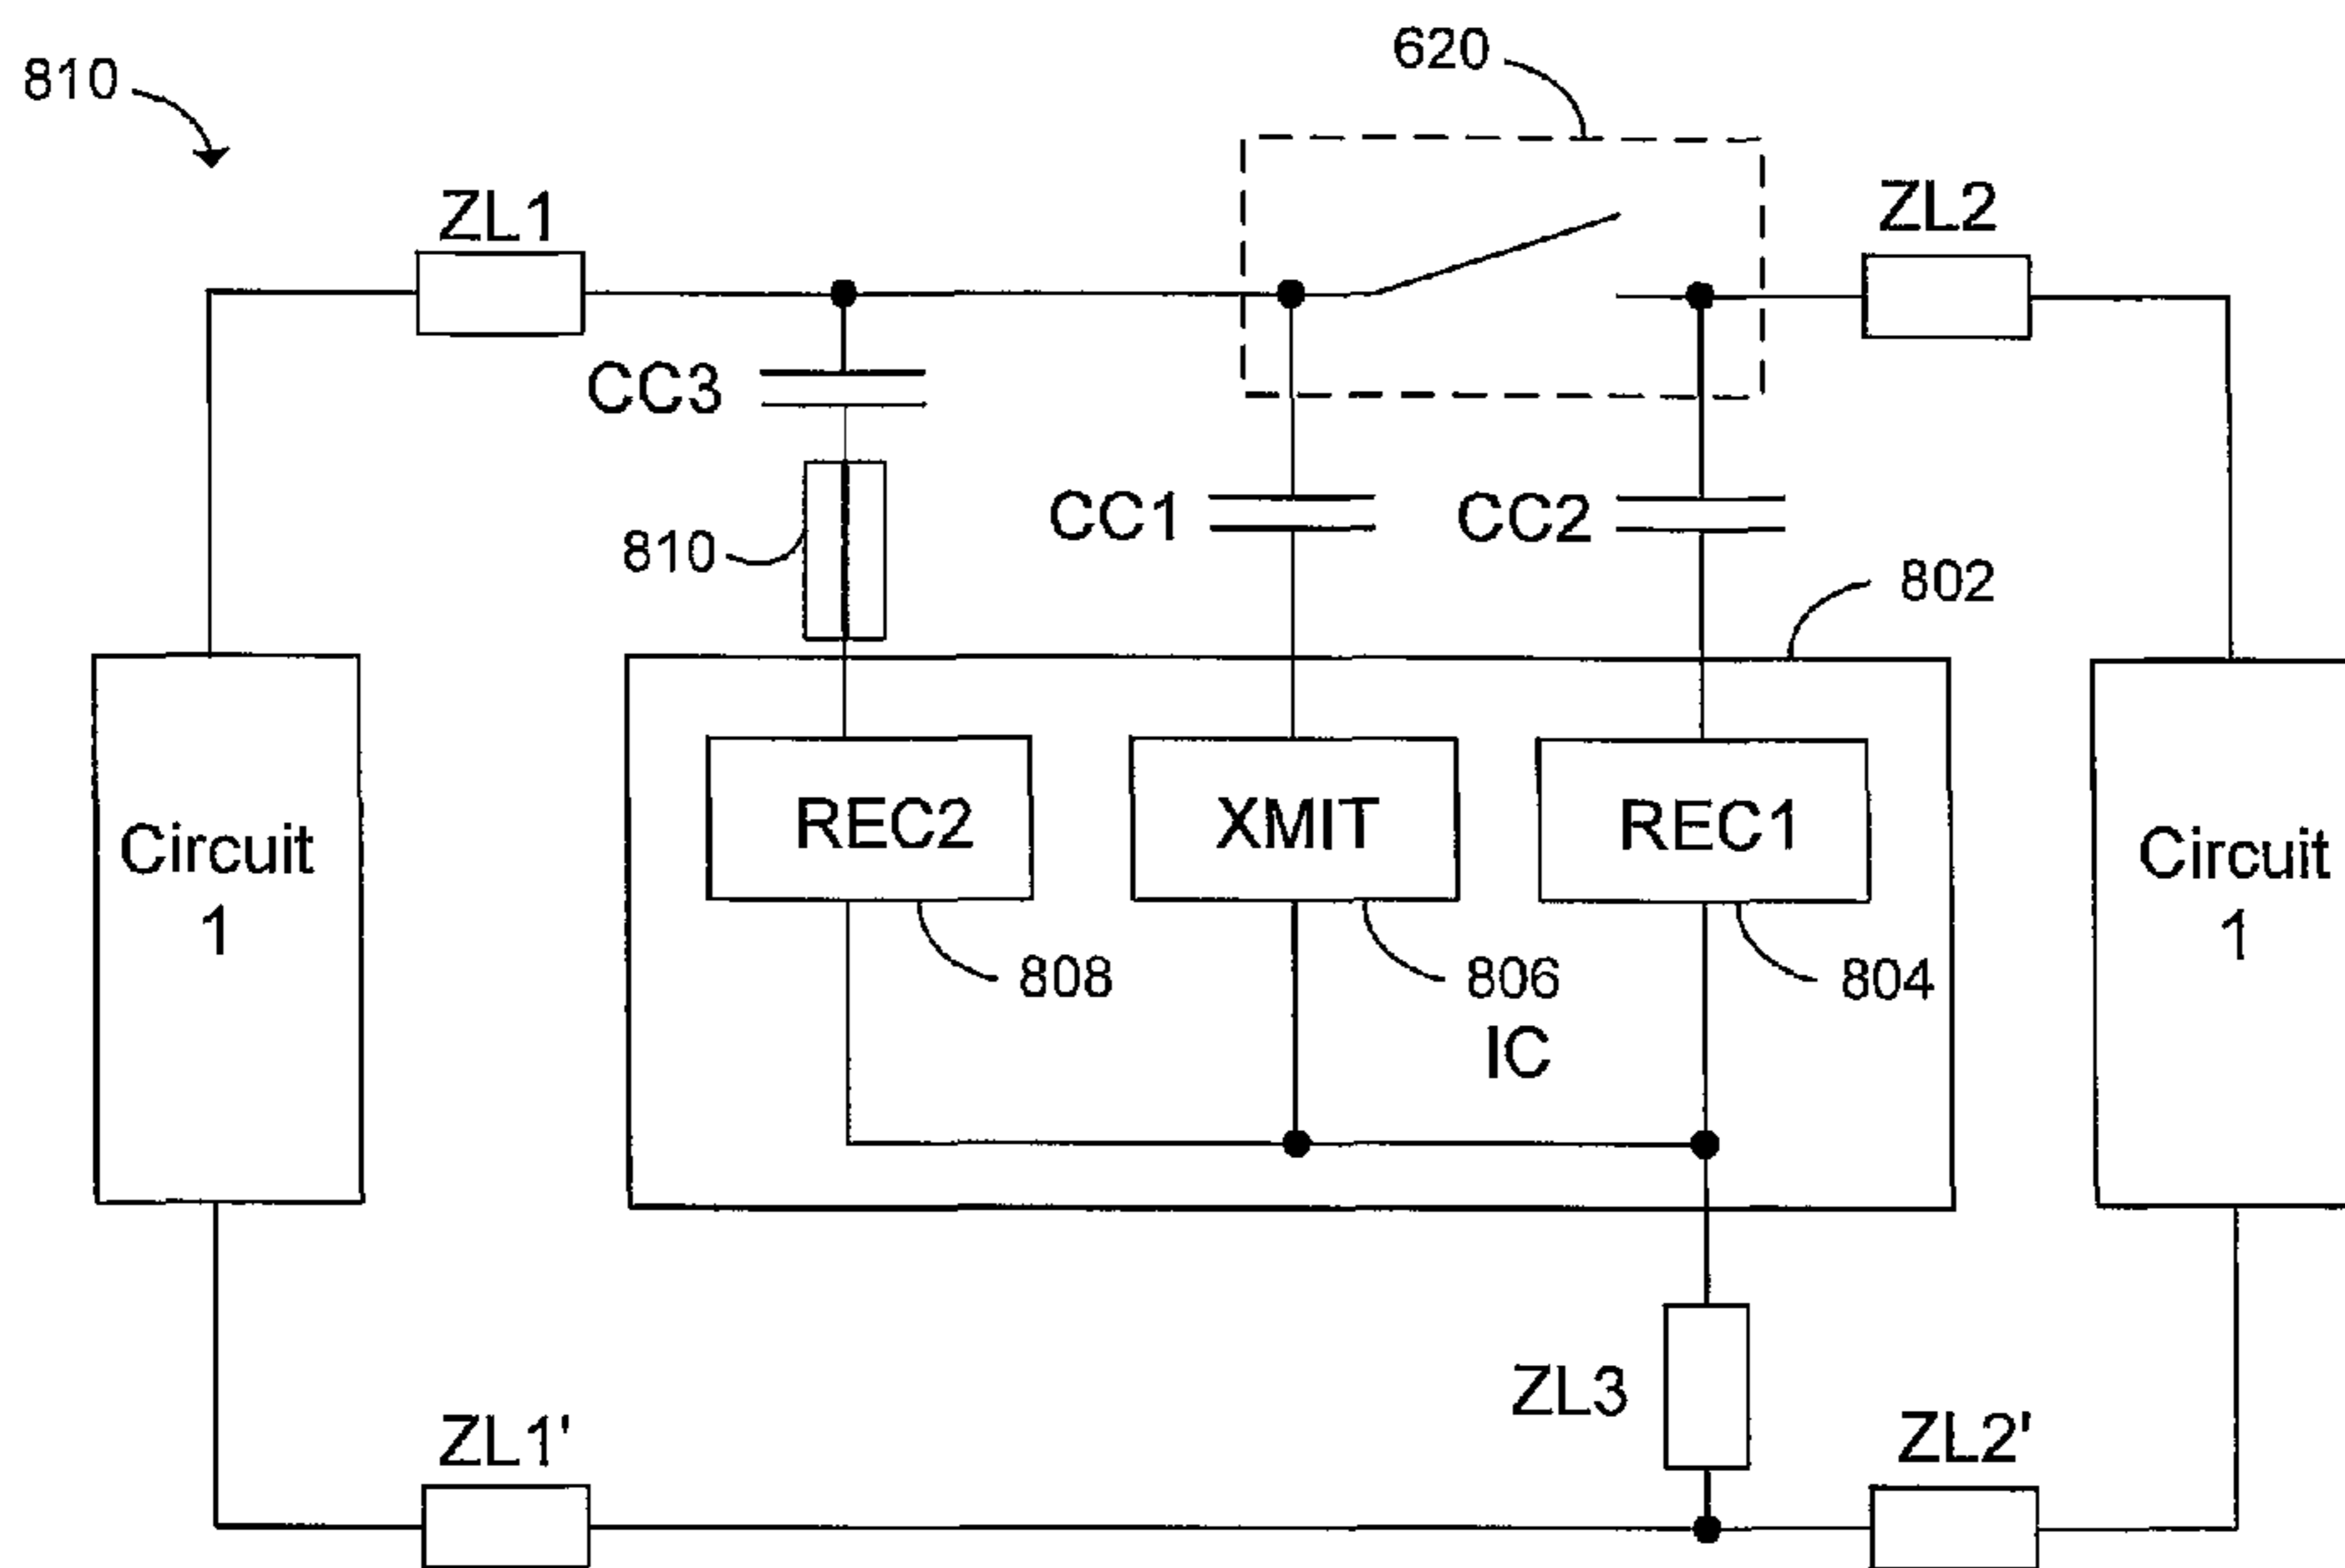 620
810
ZL1
ZL2
CC3
CC1
CC2
810
802
Circuit
1
REC2
XMIT
REC1
Circuit
1
808
806
804
IC
ZL3
ZL1'
ZL2'